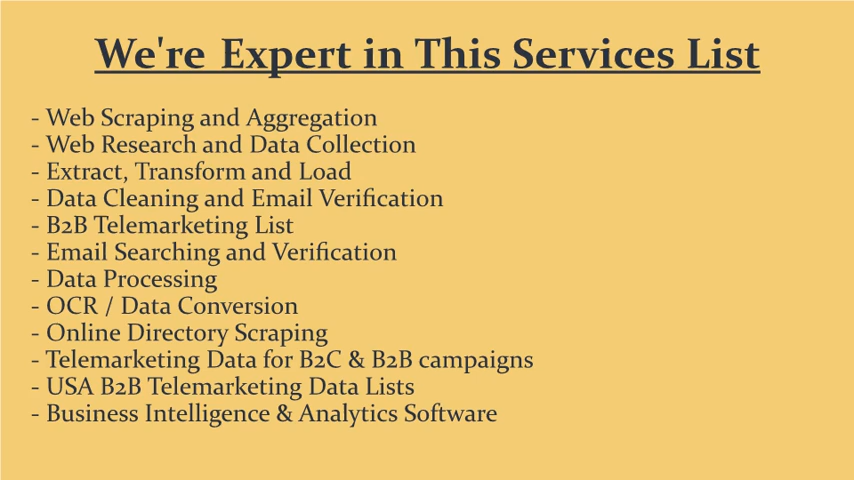 We're Expert in This Services List
- Web Scraping and Aggregation
- Web Research and Data Collection
- Extract, Transform and Load
- Data Cleaning and Email Verification
- B2B Telemarketing List
- Email Searching and Verification
- Data Processing
- OCR / Data Conversion
- Online Directory Scraping
- Telemarketing Data for B2C & B2B campaigns
- USA B2B Telemarketing Data Lists
- Business Intelligence & Analytics Software